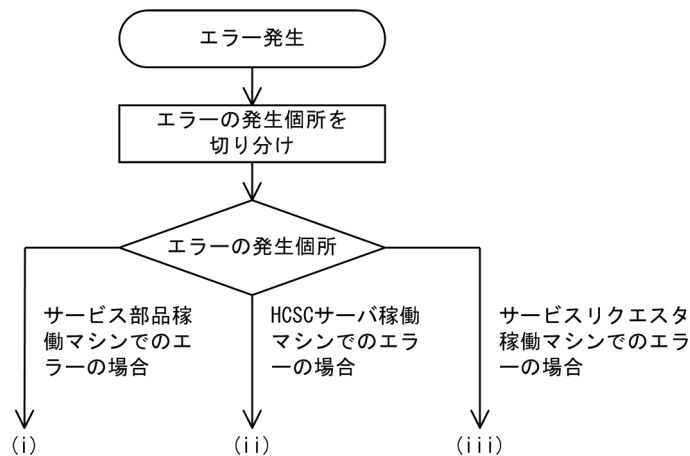 エラー発生
エラーの発生個所を
切り分け
エラーの発生個所
サービス部品稼
働マシンでのエ
ラーの場合
HCSCサーバ稼働
マシンでのエラ
ーの場合
サービスリクエスタ
稼働マシンでのエラ
ーの場合
(i)
(ii)
(iii)